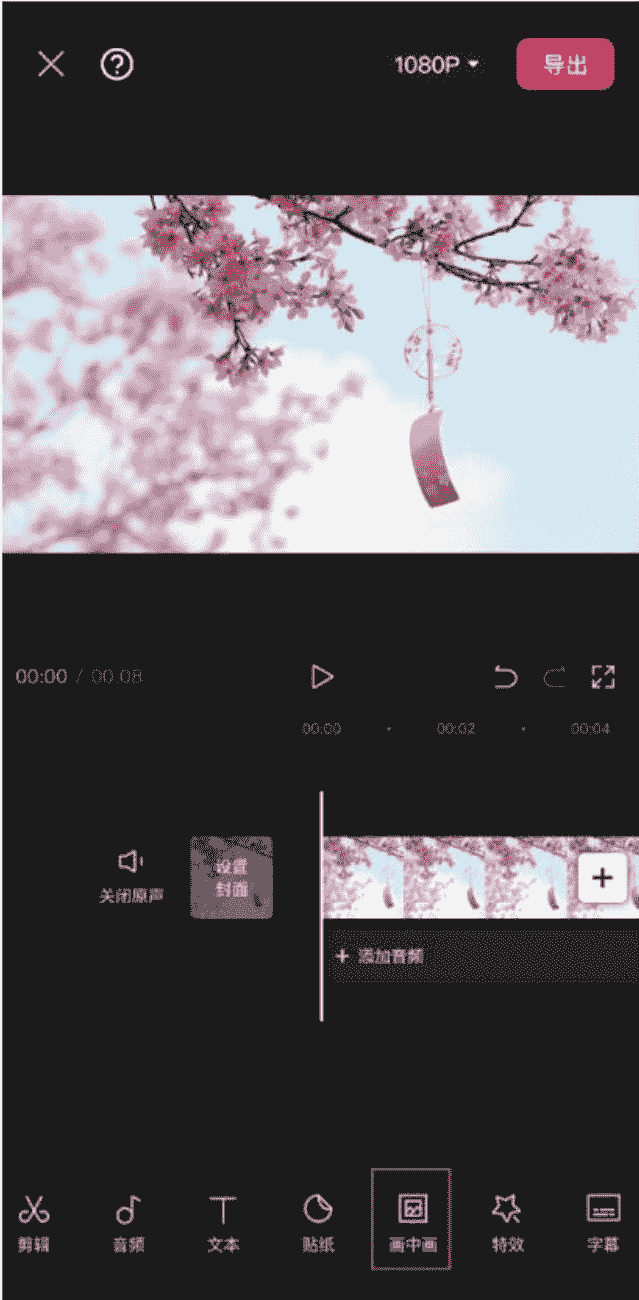 1080P
导出
00:00 / 00:08
00:00
00:02
00:04
关闭原声
设置
封面
+ 添加音频
剪辑
音频
文本
贴纸
画中画
特效
字幕